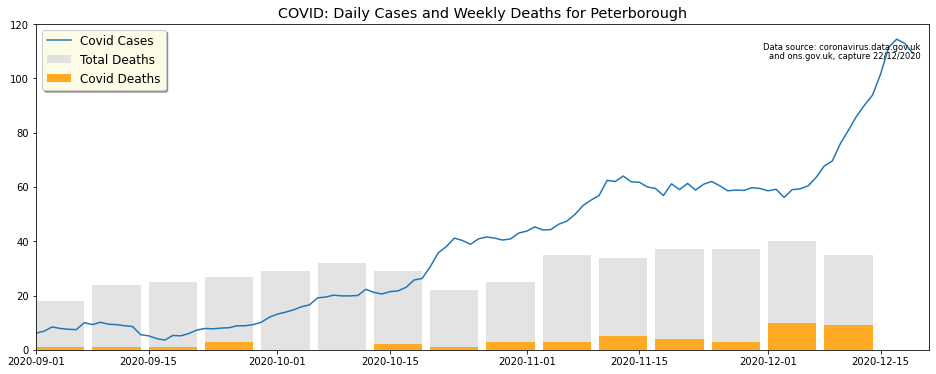 COVID: Daily Cases and Weekly Deaths for Peterborough
120
100
80
60
40
20
0
Covid Cases
Total Deaths
Covid Deaths
Data source: coronavirus.data.gov.uk
and ons.gov.uk, capture 22/12/2020
2020-09-01 2020-09-15 2020-10-01 2020-10-15 2020-11-01 2020-11-15 2020-12-01 2020-12-15